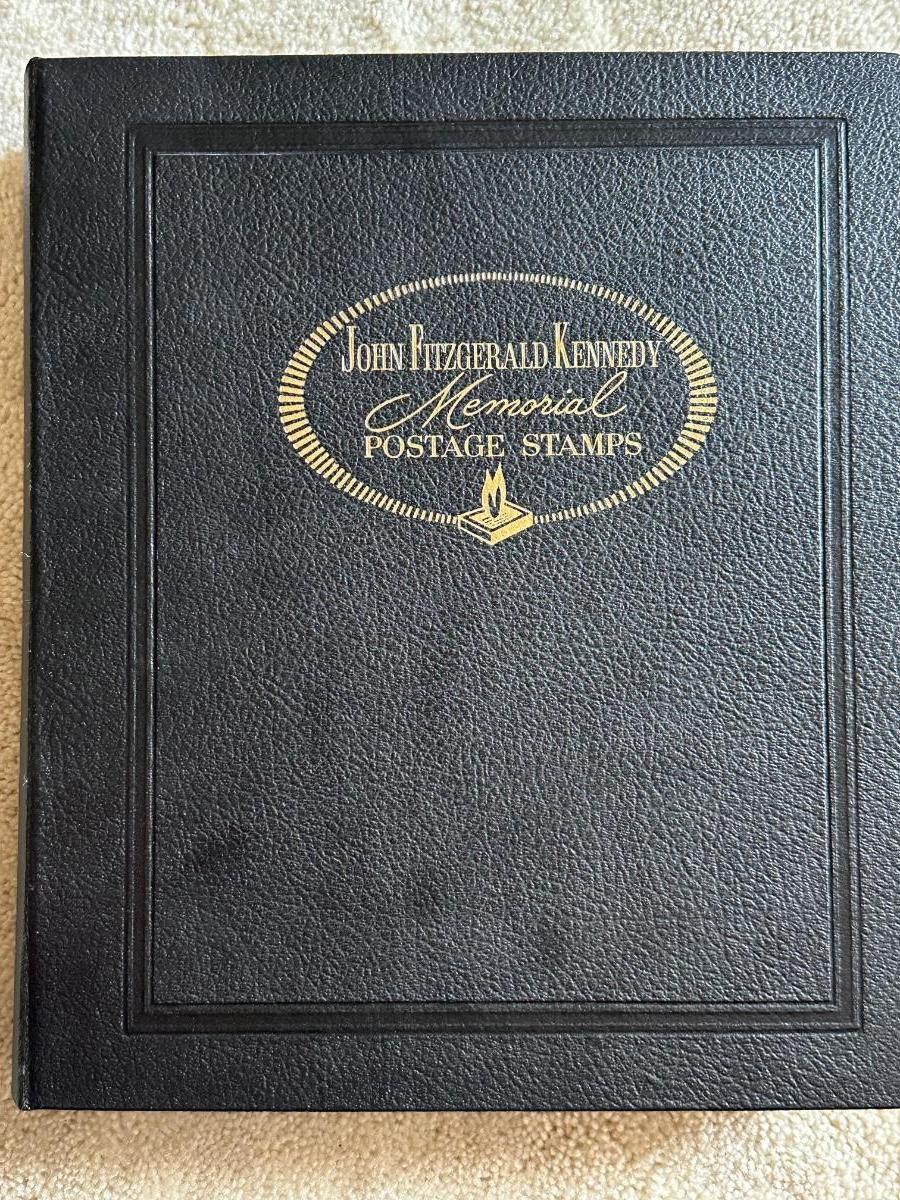 John Fitzgerald Kennedy
Memorial
POSTAGE STAMPS